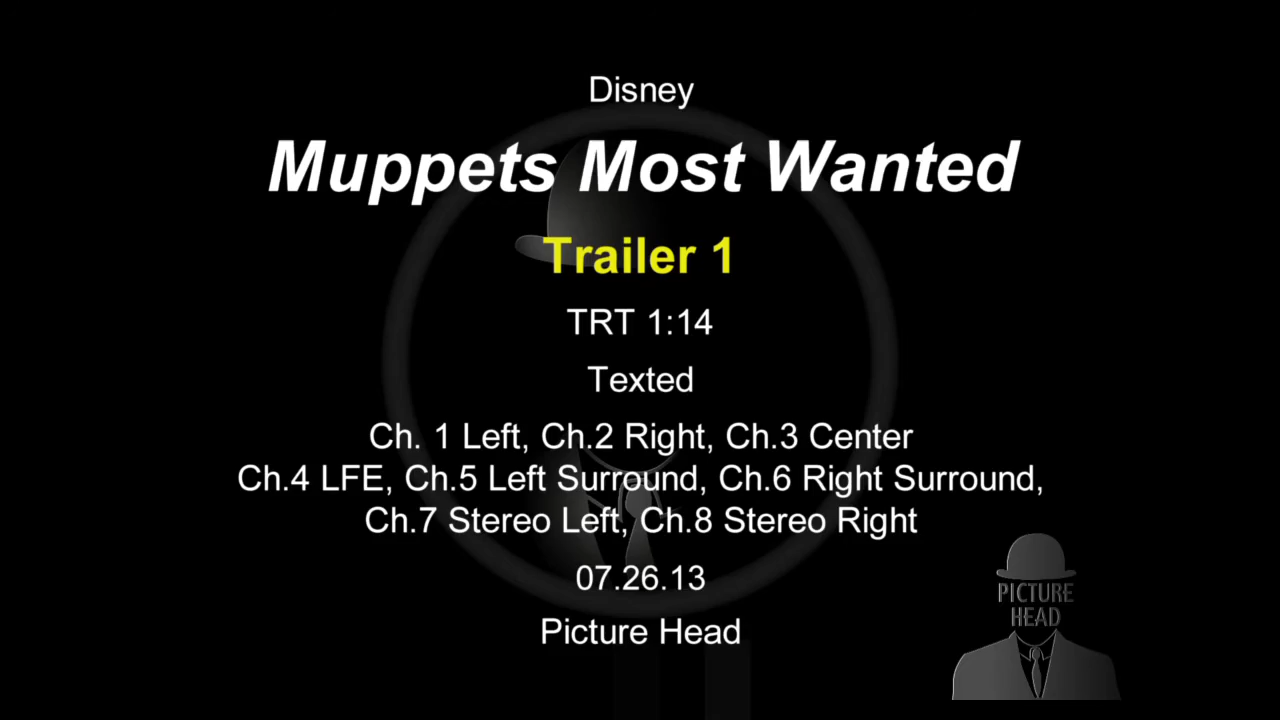 Disney
Muppets Most Wanted
Trailer 1
TRT 1:14
Texted
Ch. 1 Left, Ch.2 Right, Ch.3 Center
Ch.4 LFE, Ch.5 Left Surround, Ch.6 Right Surround,
Ch.7 Stereo Left, Ch.8 Stereo Right
07.26.13
Picture Head
PICTURE
HEAD